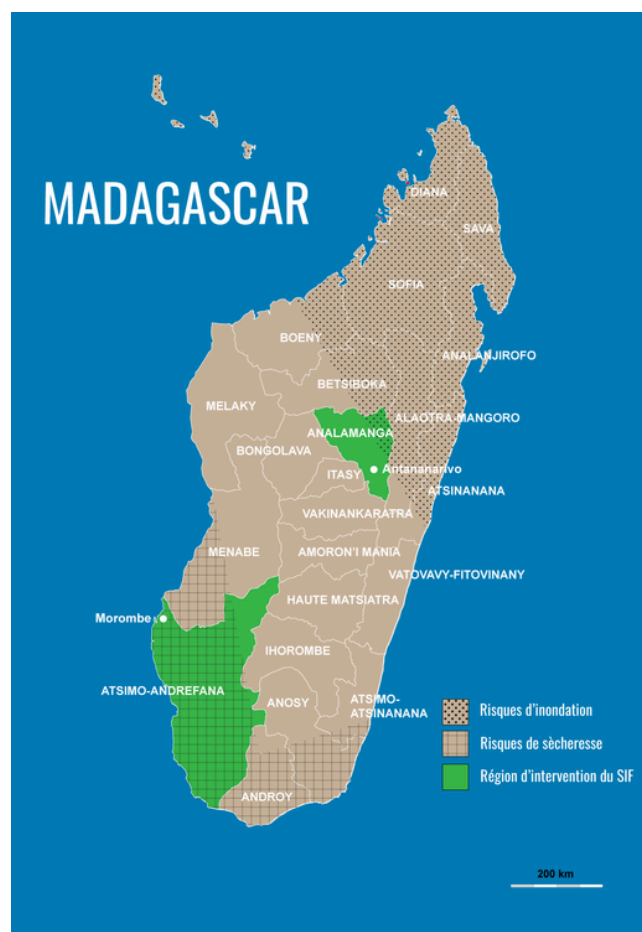 MADAGASCAR
DIANA
SAVA
SOFIA
BOENY
ANALANJIROFO
BETSIBOKA
MELAKY
ALAOTRA-MANGORO
ANALAMANGA
BONGOLAVA
Antananarivo
ITASY
ATSINANANA
VAKINANKARATRA
MENABE
AMORON'I MANIA
VATOVAVY-FITOVINANY
HAUTE MATSIATRA
Morombe
IHOROMBE
ATSIMO-ANDREFANA
ANOSY
ATSIMO-
ATSINANANA
ANDROY
Risques d'inondation
Risques de sècheresse
Région d'intervention du SIF
200 km